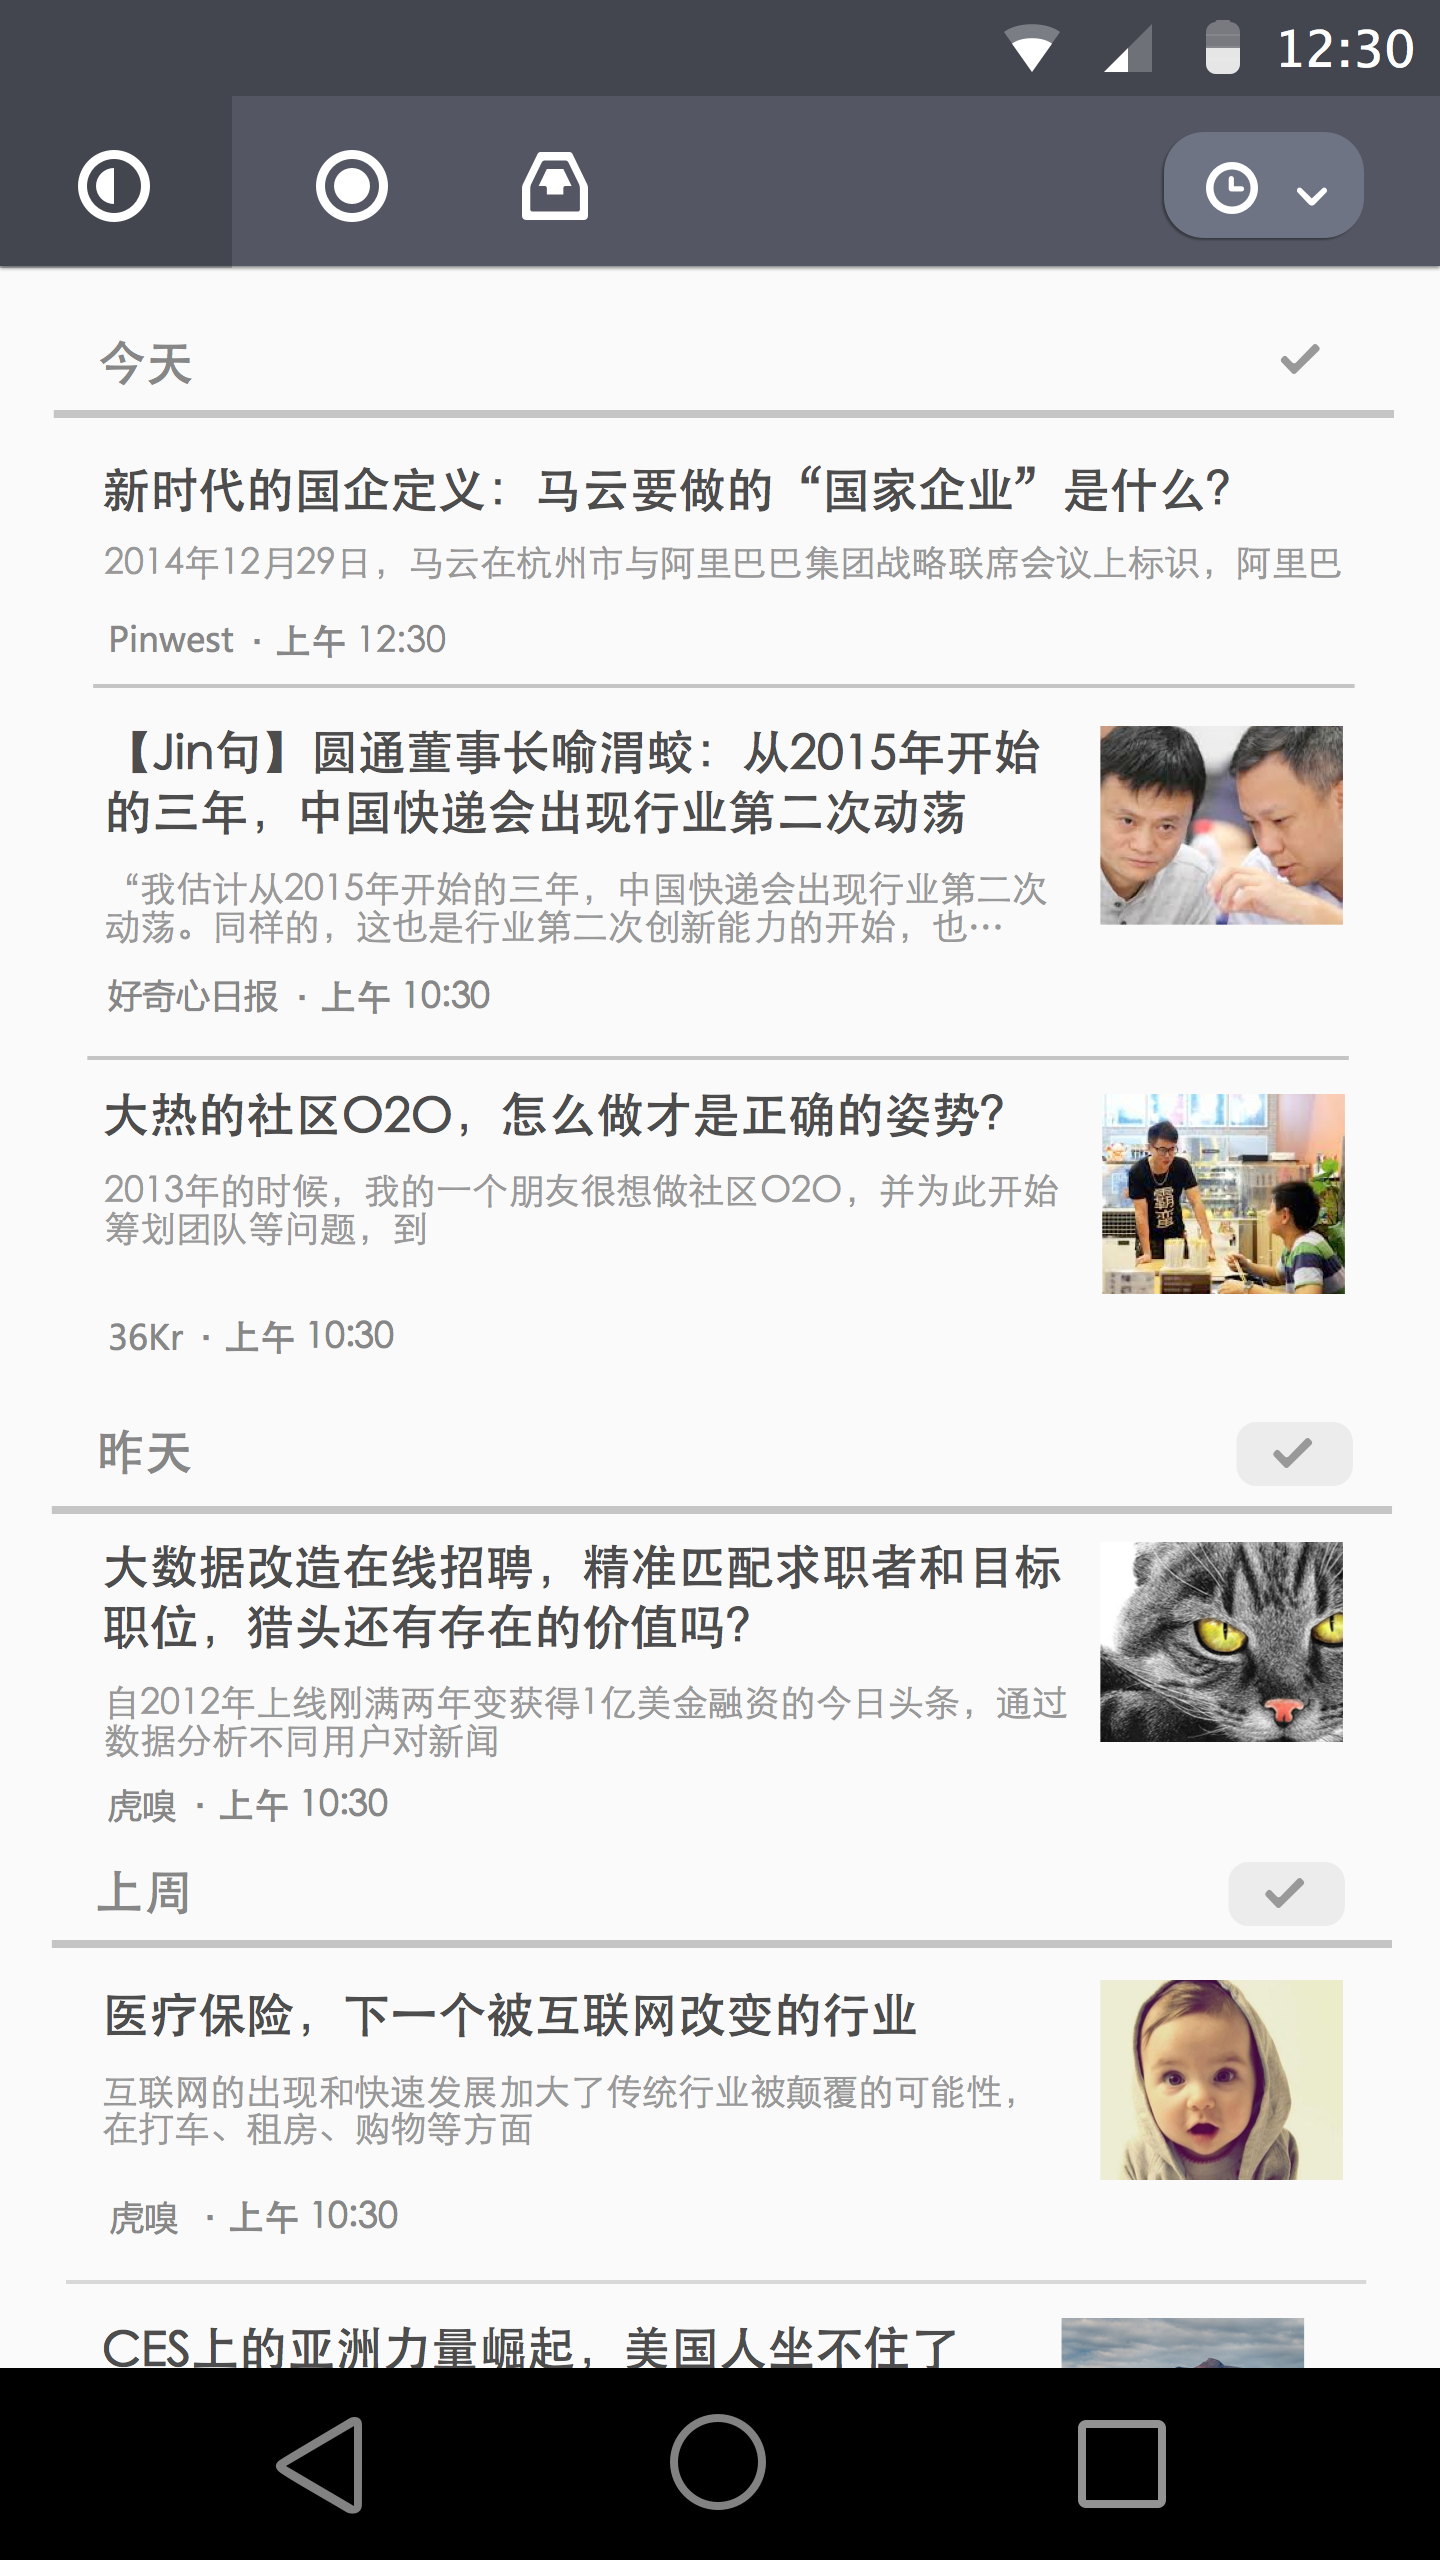 12:30
今天
新时代的国企定义：马云要做的“国家企业”是什么？
2014年12月29日，马云在杭州市与阿里巴巴集团战略联席会议上标识，阿里巴
Pinwest · 上午 12:30
【Jin句】圆通董事长喻渭蛟：从2015年开始
的三年，中国快递会出现行业第二次动荡
“我估计从2015年开始的三年，中国快递会出现行业第二次
动荡。同样的，这也是行业第二次创新能力的开始，也…
好奇心日报 · 上午 10:30
大热的社区O2O，怎么做才是正确的姿势？
2013年的时候，我的一个朋友很想做社区O2O，并为此开始
筹划团队等问题，到
36Kr · 上午 10:30
昨天
大数据改造在线招聘，精准匹配求职者和目标
职位，猎头还有存在的价值吗？
自2012年上线刚满两年变获得1亿美金融资的今日头条，通过
数据分析不同用户对新闻
虎嗅 · 上午 10:30
上周
医疗保险，下一个被互联网改变的行业
互联网的出现和快速发展加大了传统行业被颠覆的可能性，
在打车、租房、购物等方面
虎嗅 · 上午 10:30
CES上的亚洲力量崛起，美国人坐不住了